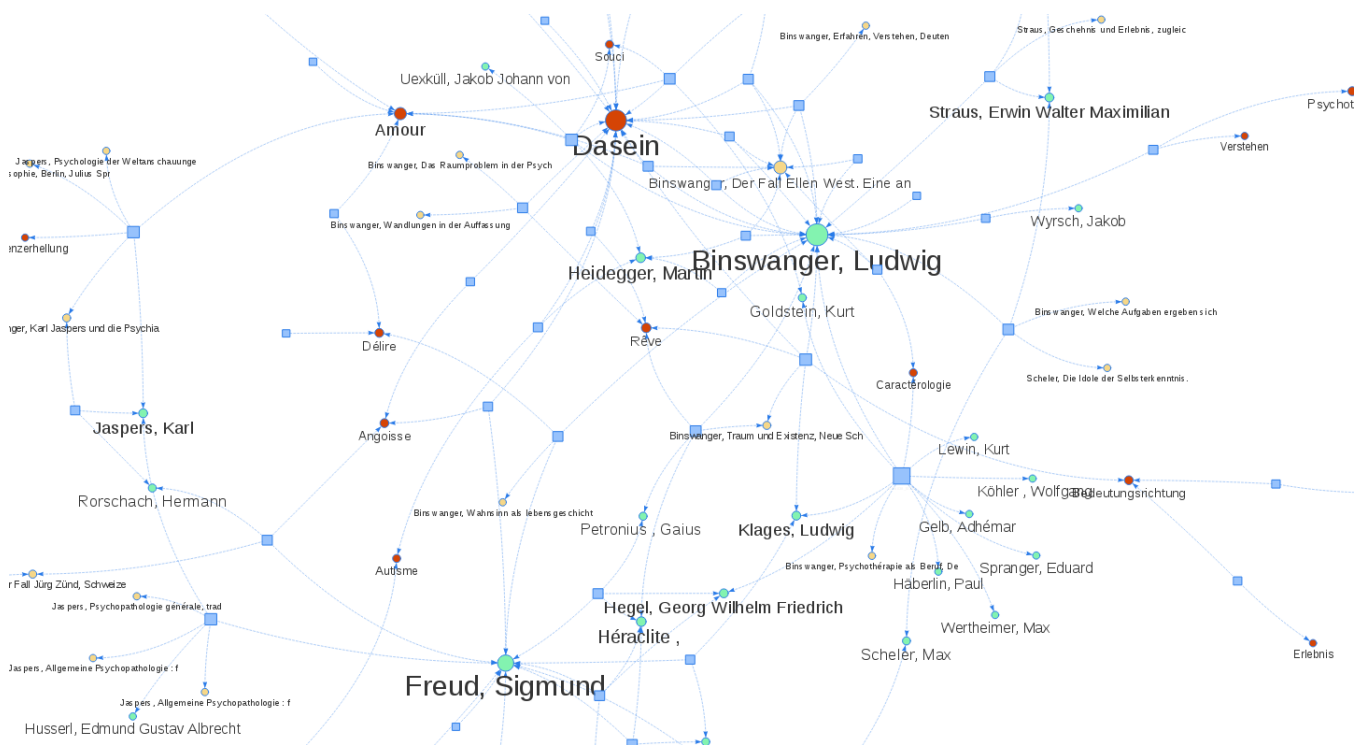 Binswanger, Erfahren, Verstehen, Deuten
Straus, Geschehnis und Erlebnis, zugleic
Souci
Uexküll, Jakob Johann von
Psychot
Straus, Erwin Walter Maximilian
Amour
Dasein
Verstehen
Jaspers, Psychologie der Weltanschauunge
sophie, Berlin, Julius Spr
Binswanger, Das Raumproblem in der Psych
Binswanger, Der Fall Ellen West. Eine an
Binswanger, Wandlungen in der Auffassung
Wyrsch, Jakob
enzerhellung
Binswanger, Ludwig
Heidegger, Martin
Goldstein, Kurt
Binswanger, Welche Aufgaben ergeben sich
nger, Karl Jaspers und die Psychia
Rêve
Délire
Caractérologie
Scheler, Die Idole der Selbsterkenntnis.
Jaspers, Karl
Angoisse
Binswanger, Traum und Existenz, Neue Sch
Lewin, Kurt
Köhler , Wolfgang
Bedeutungsrichtung
Rorschach, Hermann
Binswanger, Wahnsinn als lebensgeschicht
Petronius , Gaius
Klages, Ludwig
Gelb, Adhémar
Binswanger, Psychothérapie als Beruf, De
Spranger, Eduard
Autisme
r Fall Jürg Zünd, Schweize
Häberlin, Paul
Jaspers, Psychopathologie générale, trad
Hegel, Georg Wilhelm Friedrich
Wertheimer, Max
Héraclite ,
Scheler, Max
Erlebnis
Jaspers, Allgemeine Psychopathologie : f
Freud, Sigmund
Jaspers, Allgemeine Psychopathologie : f
Husserl, Edmund Gustav Albrecht